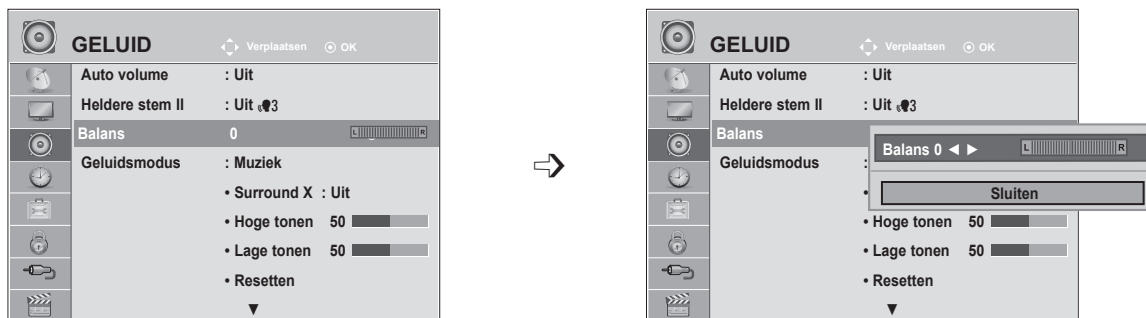 GELUID
Verplaatsen OK
Auto volume : Uit
Heldere stem II : Uit 3
Balans 0 L R
Geluidsmodus : Muziek
• Surround X : Uit
• Hoge tonen 50
• Lage tonen 50
• Resetten
▼
GELUID
Verplaatsen OK
Auto volume : Uit
Heldere stem II : Uit 3
Balans
Balans 0 ◄ ► L R
Geluidsmodus :
Sluiten
•
• Hoge tonen 50
• Lage tonen 50
• Resetten
▼